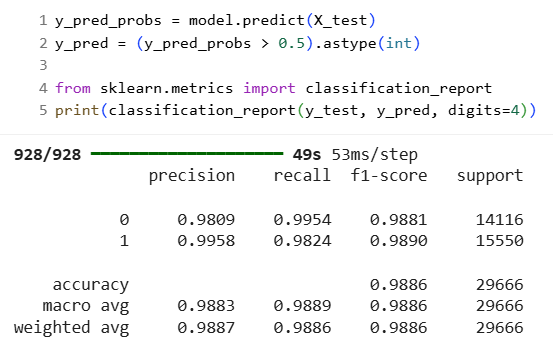 1 y_pred_probs = model.predict(X_test)
2 y_pred = (y_pred_probs > 0.5).astype(int)
3
4 from sklearn.metrics import classification_report
5 print(classification_report(y_test, y_pred, digits=4))
928/928 ━━━━━━━━━━━━━━━━━━━━ 49s 53ms/step
precision recall f1-score support
0 0.9809 0.9954 0.9881 14116
1 0.9958 0.9824 0.9890 15550
accuracy 0.9886 29666
macro avg 0.9883 0.9889 0.9886 29666
weighted avg 0.9887 0.9886 0.9886 29666